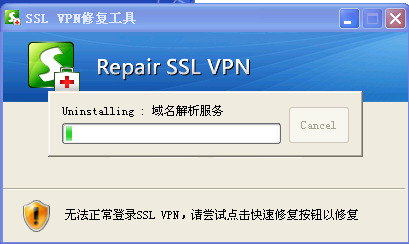 SSL VPN修复工具
Repair SSL VPN
Uninstalling : 域名解析服务
Cancel
无法正常登录SSL VPN,请尝试点击快速修复按钮以修复